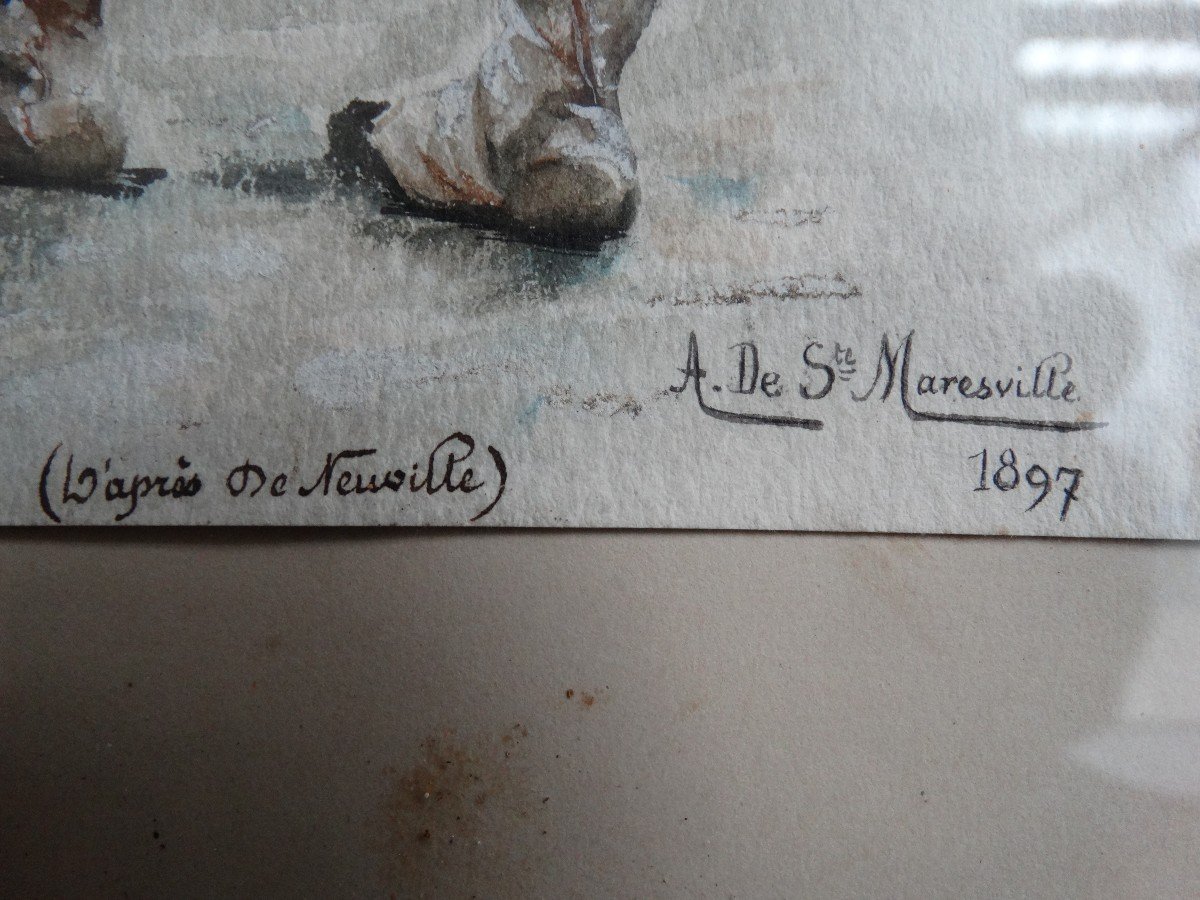 A. De Ste Maresville
(D'après De Neuville)
1897